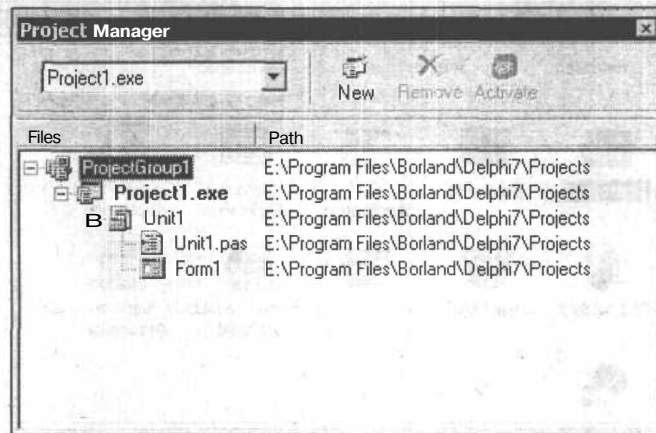 Project Manager
Project1.exe
New Remove Activate
Files Path
ProjectGroup1 E:\Program Files\Borland\Delphi7\Projects
Project1.exe E:\Program Files\Borland\Delphi7\Projects
B Unit1 E:\Program Files\Borland\Delphi7\Projects
Unit1.pas E:\Program Files\Borland\Delphi7\Projects
Form1 E:\Program Files\Borland\Delphi7\Projects